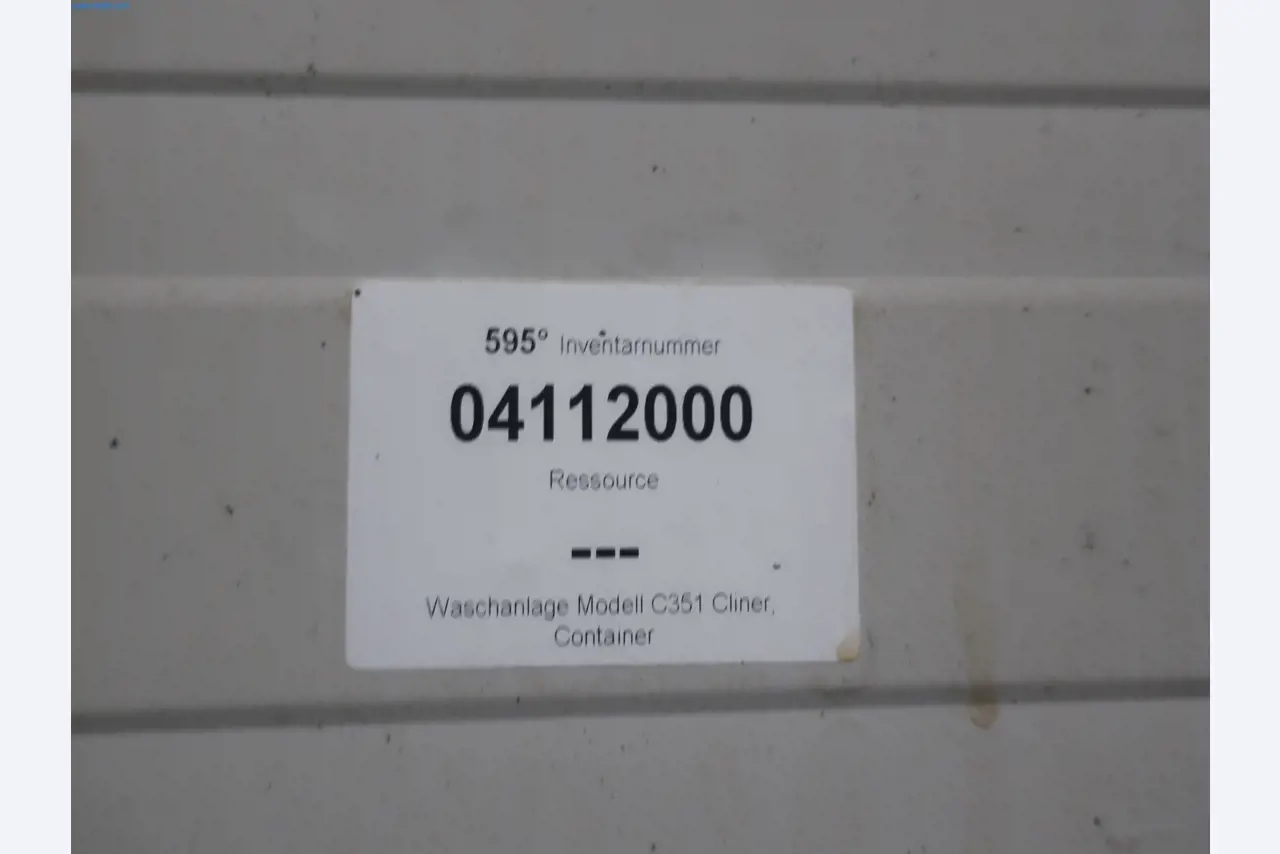 595° Inventarnummer
04112000
Ressource
---
Waschanlage Modell C351 Cliner,
Container